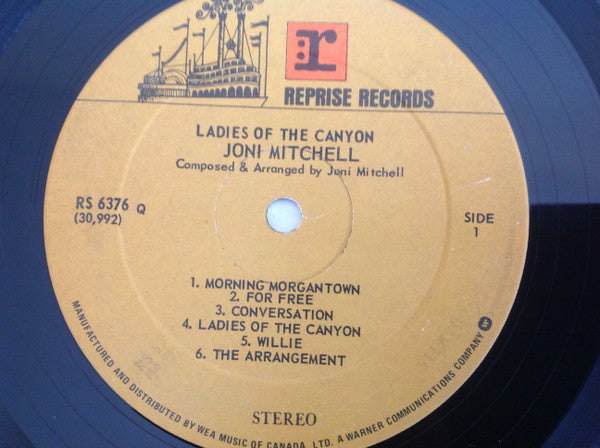 r:
REPRISE RECORDS
LADIES OF THE CANYON
JONI MITCHELL
Composed & Arranged by Joni Mitchell
RS 6376 Q
(30,992)
SIDE
1
1. MORNING MORGANTOWN
2. FOR FREE
3. CONVERSATION
4. LADIES OF THE CANYON
5. WILLIE
6. THE ARRANGEMENT
STEREO
MANUFACTURED AND DISTRIBUTED BY WEA MUSIC OF CANADA, LTD. A WARNER COMMUNICATIONS COMPANY